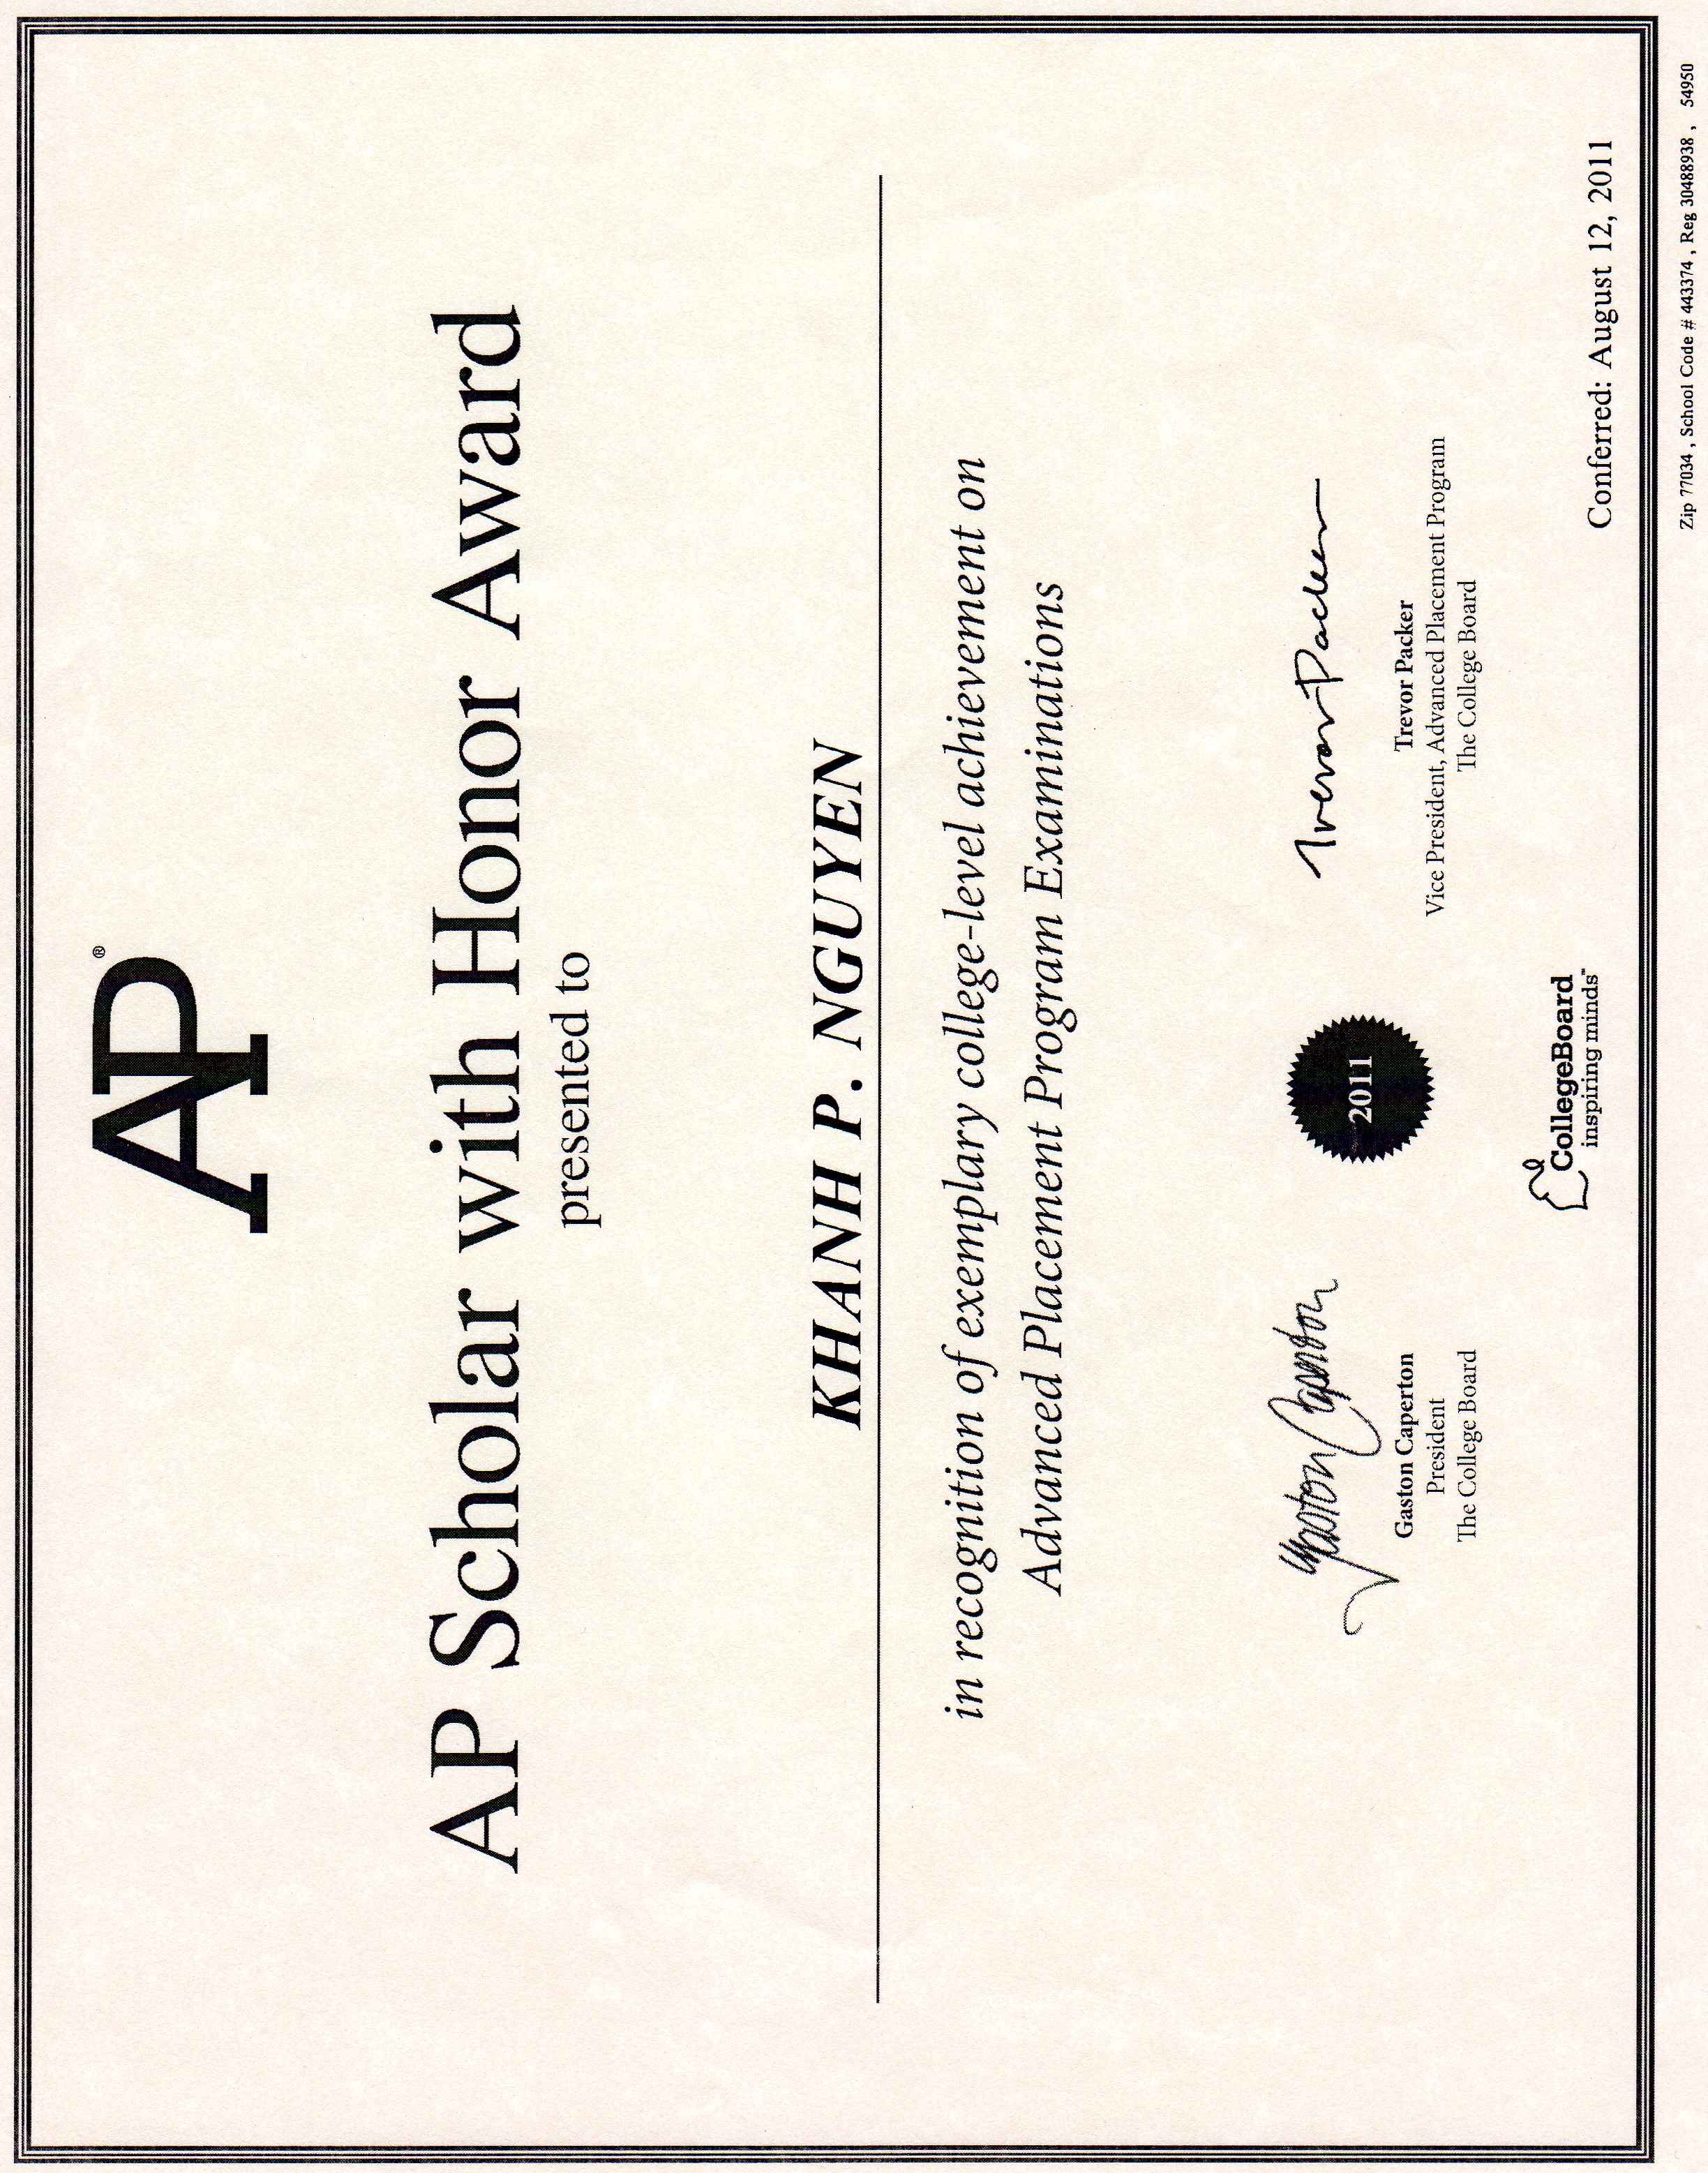 AP®
AP Scholar with Honor Award
presented to
KHANH P. NGUYEN
in recognition of exemplary college-level achievement on
Advanced Placement Program Examinations
Gaston Caperton
Trevor Packer
2011
Gaston Caperton
President
The College Board
Trevor Packer
Vice President, Advanced Placement Program
The College Board
CollegeBoard
inspiring minds™
Conferred: August 12, 2011
Zip 77034 , School Code # 443374 , Reg 30488938 , 54950